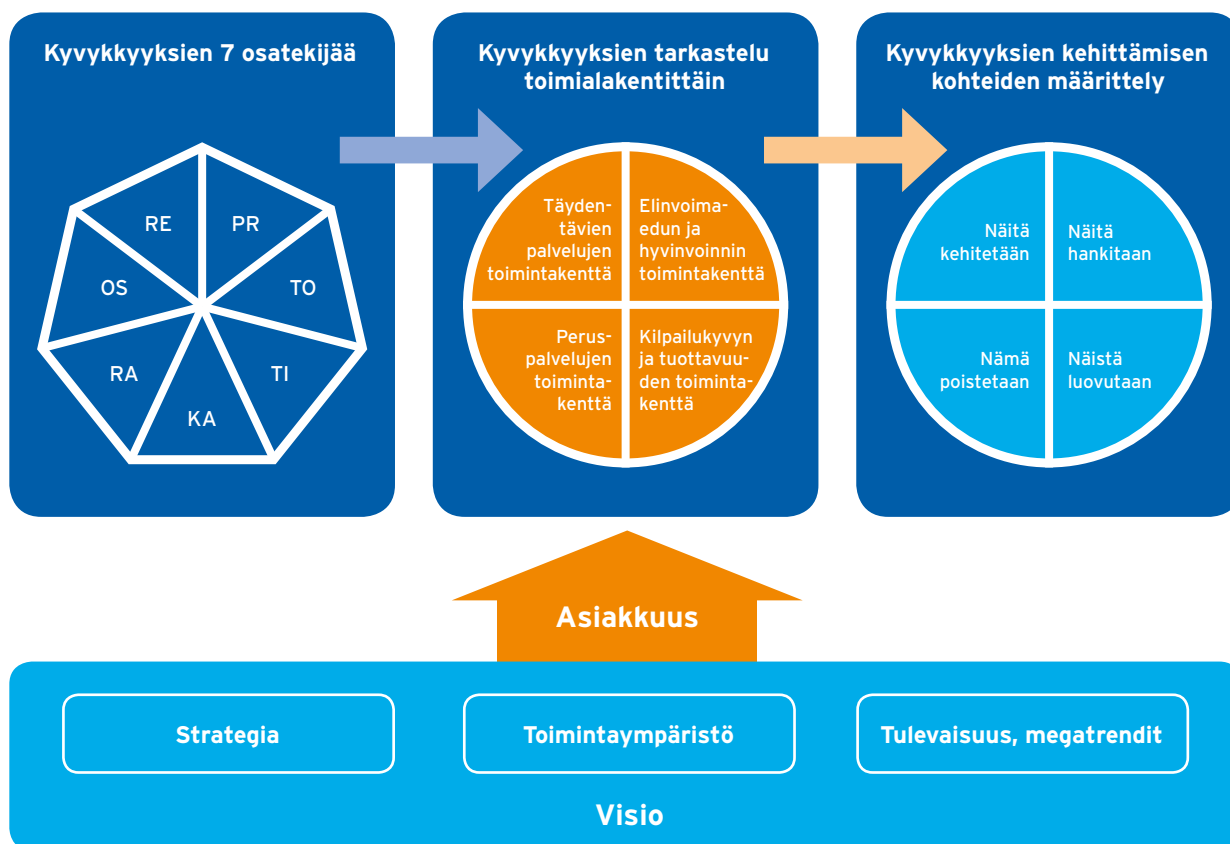 Kyvykkyyksien 7 osatekijää
RE
PR
OS
TO
RA
TI
KA
Kyvykkyyksien tarkastelu
toimialakentittäin
Täyden-
tävien
palvelujen
toimintakenttä
Elinvoima-
edun ja
hyvinvoinnin
toimintakenttä
Perus-
palvelujen
toiminta-
kenttä
Kilpailukyvyn
ja tuottavuu-
den toiminta-
kenttä
Kyvykkyyksien kehittämisen
kohteiden määrittely
Näitä
kehitetään
Näitä
hankitaan
Nämä
poistetaan
Näistä
luovutaan
Asiakkuus
Strategia
Toimintaympäristö
Tulevaisuus, megatrendit
Visio